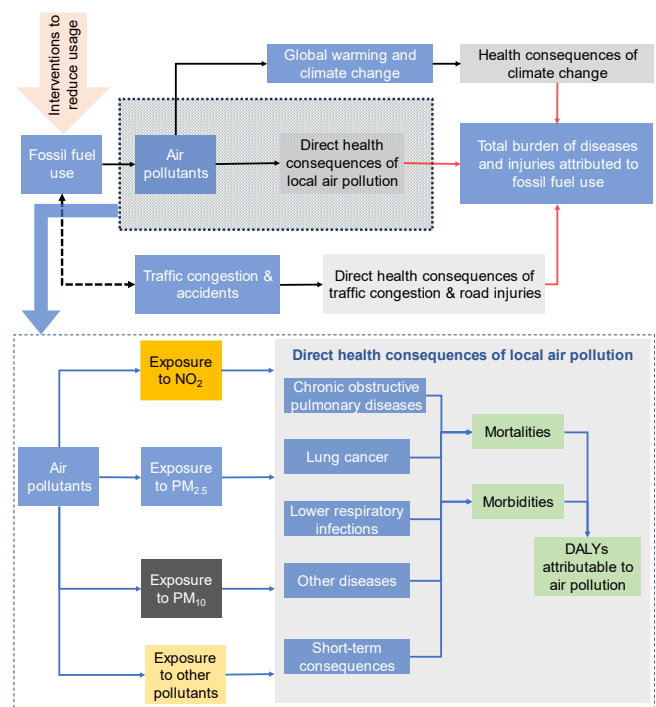 Interventions to
reduce usage
Global warming and
climate change
Health consequences of
climate change
Fossil fuel
use
Air
pollutants
Direct health
consequences of
local air pollution
Total burden of diseases
and injuries attributed to
fossil fuel use
Traffic congestion &
accidents
Direct health consequences of
traffic congestion & road injuries
Direct health consequences of local air pollution
Exposure
to NO₂
Chronic obstructive
pulmonary diseases
Mortalities
Air
pollutants
Exposure
to PM₂.₅
Lung cancer
Morbidities
Lower respiratory
infections
DALYs
attributable to
air pollution
Exposure
to PM₁₀
Other diseases
Exposure
to other
pollutants
Short-term
consequences